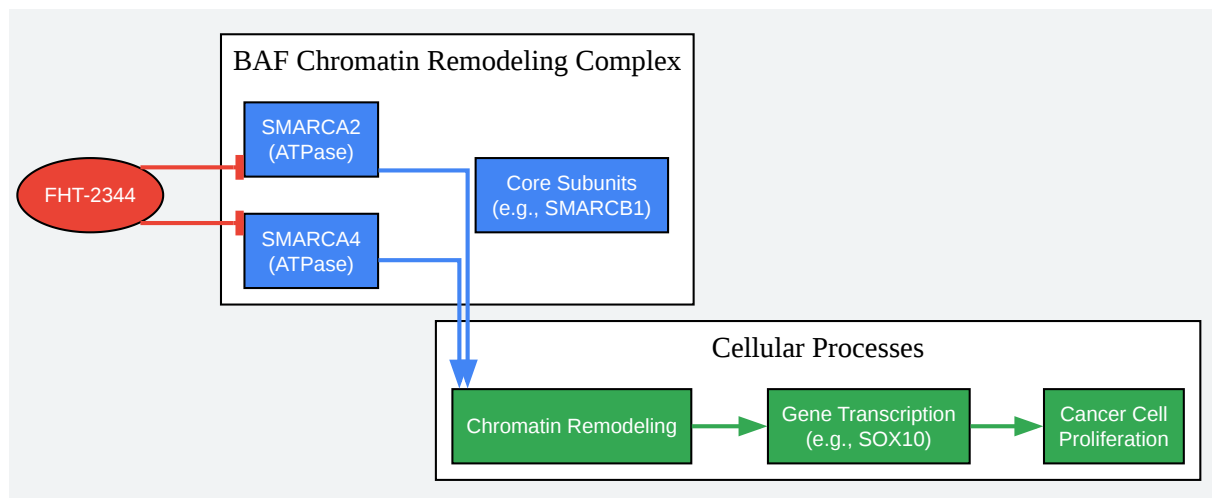 BAF Chromatin Remodeling Complex
SMARCA2
(ATPase)
FHT-2344
Core Subunits
(e.g., SMARCB1)
SMARCA4
(ATPase)
Cellular Processes
Chromatin Remodeling
Gene Transcription
(e.g., SOX10)
Cancer Cell
Proliferation